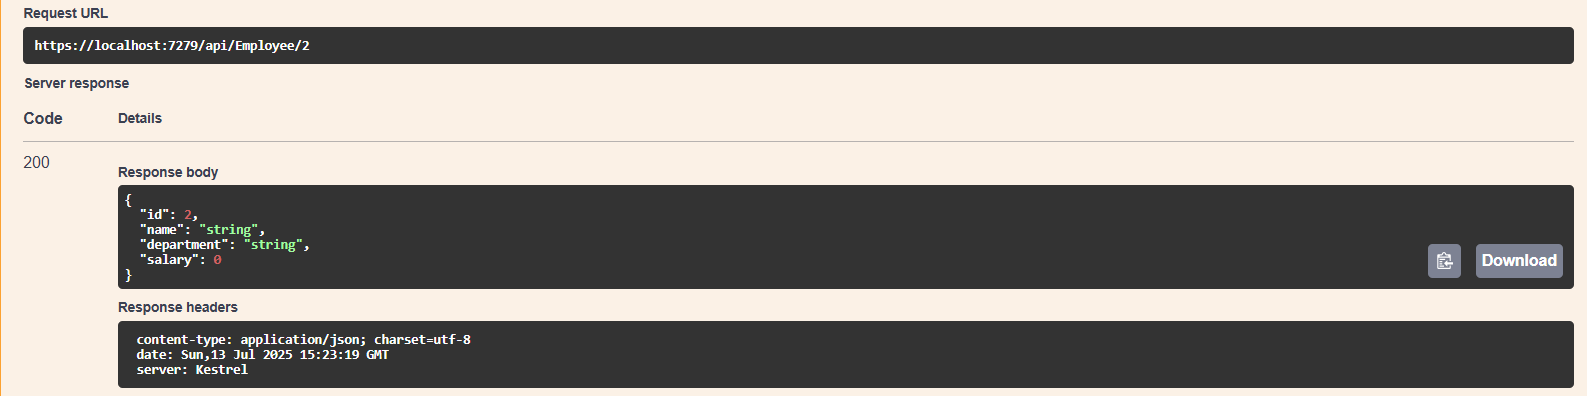 Request URL
https://localhost:7279/api/Employee/2
Server response
Code Details
200
Response body
{
  "id": 2,
  "name": "string",
  "department": "string",
  "salary": 0
}
Download
Response headers
content-type: application/json; charset=utf-8
date: Sun,13 Jul 2025 15:23:19 GMT
server: Kestrel